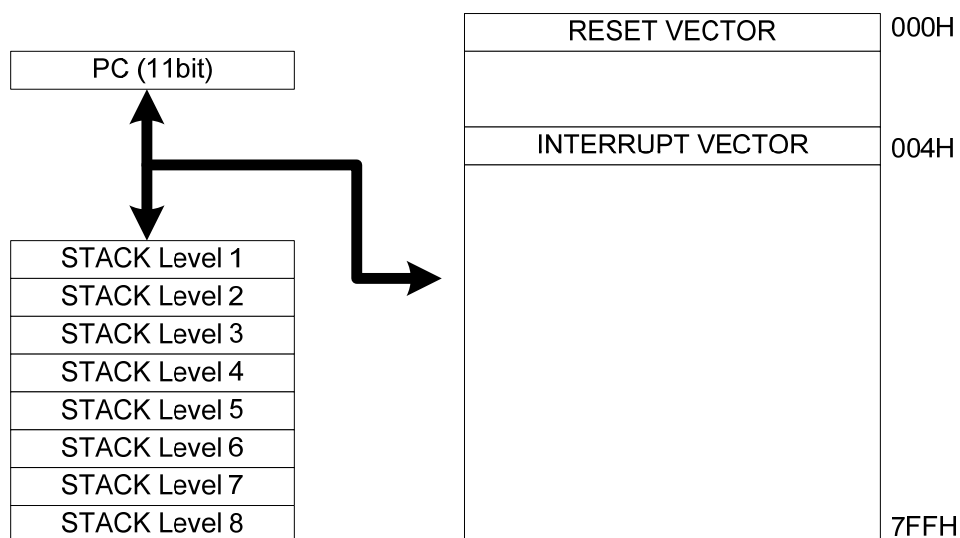 PC (11bit)
STACK Level 1
STACK Level 2
STACK Level 3
STACK Level 4
STACK Level 5
STACK Level 6
STACK Level 7
STACK Level 8
RESET VECTOR 000H
INTERRUPT VECTOR 004H
7FFH